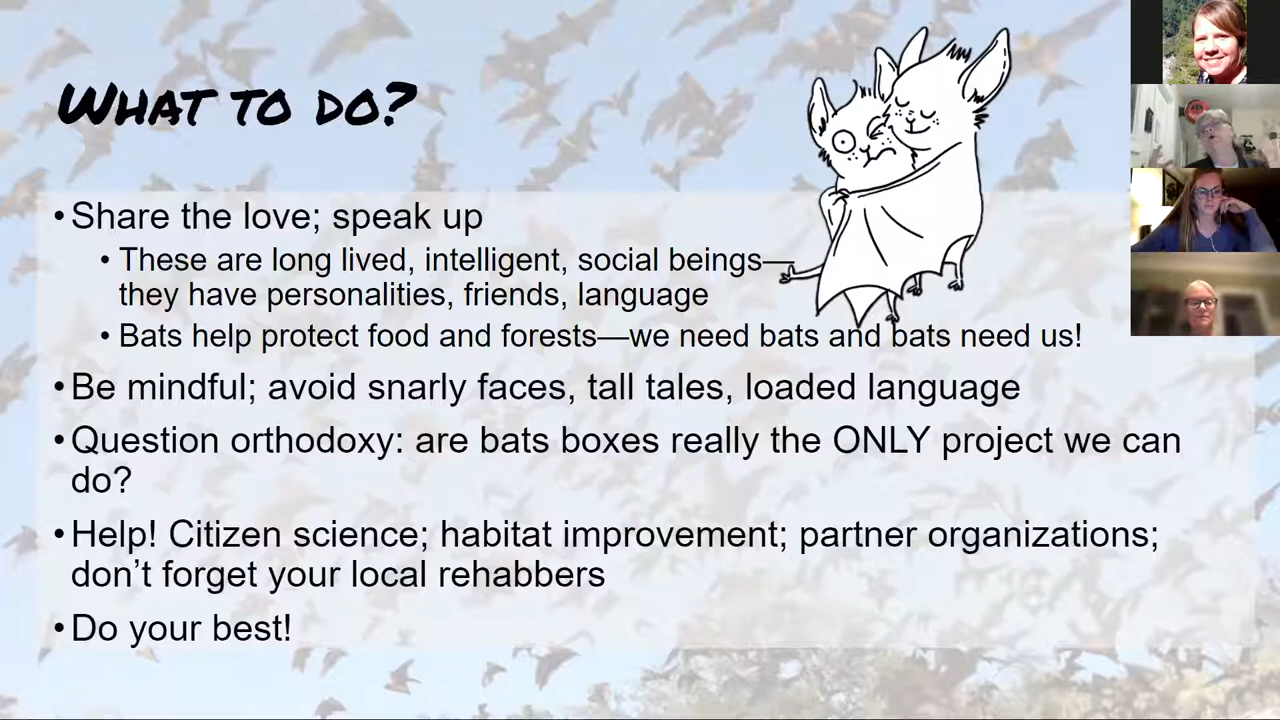 What to do?
• Share the love; speak up
• These are long lived, intelligent, social beings—
they have personalities, friends, language
• Bats help protect food and forests—we need bats and bats need us!
• Be mindful; avoid snarly faces, tall tales, loaded language
• Question orthodoxy: are bats boxes really the ONLY project we can
do?
• Help! Citizen science; habitat improvement; partner organizations;
don’t forget your local rehabbers
• Do your best!